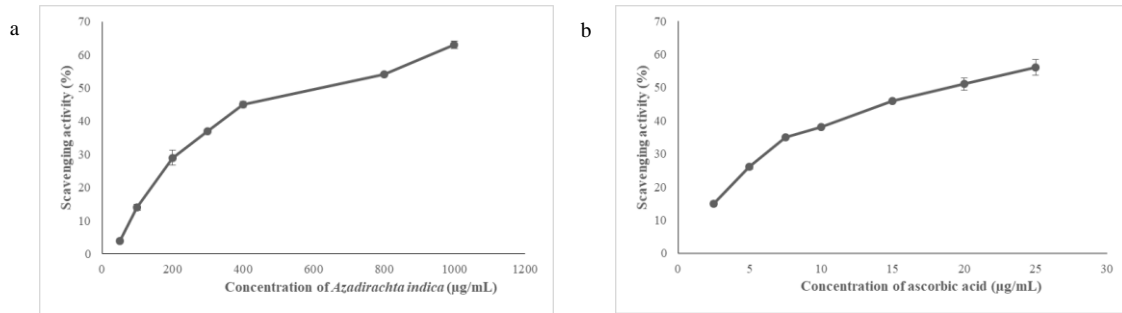 a
70
60
50
40
30
20
10
0
Scavenging activity (%)
0 200 400 600 800 1000 1200
Concentration of Azadirachta indica (µg/mL)
b
70
60
50
40
30
20
10
0
Scavenging activity (%)
0 5 10 15 20 25 30
Concentration of ascorbic acid (µg/mL)